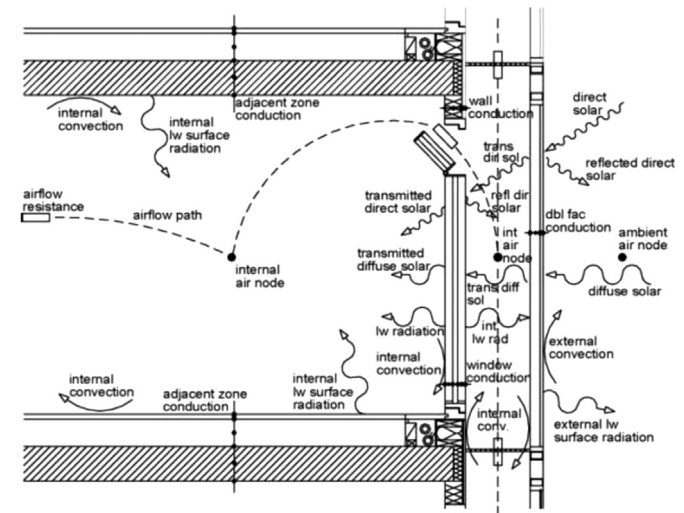 adjacent zone
conduction
internal
convection
internal
lw surface
radiation
wall
conduction
direct
solar
trans
dir sol
reflected direct
solar
airflow
resistance
airflow path
transmitted
direct solar
refl dir
solar
dbl fac
conduction
ambient
air node
int
air
node
internal
air node
transmitted
diffuse solar
trans diff
sol
diffuse solar
lw radiation
int.
lw rad
internal
convection
external
convection
window
conduction
internal
convection
adjacent zone
conduction
internal
lw surface
radiation
internal
conv.
external lw
surface radiation